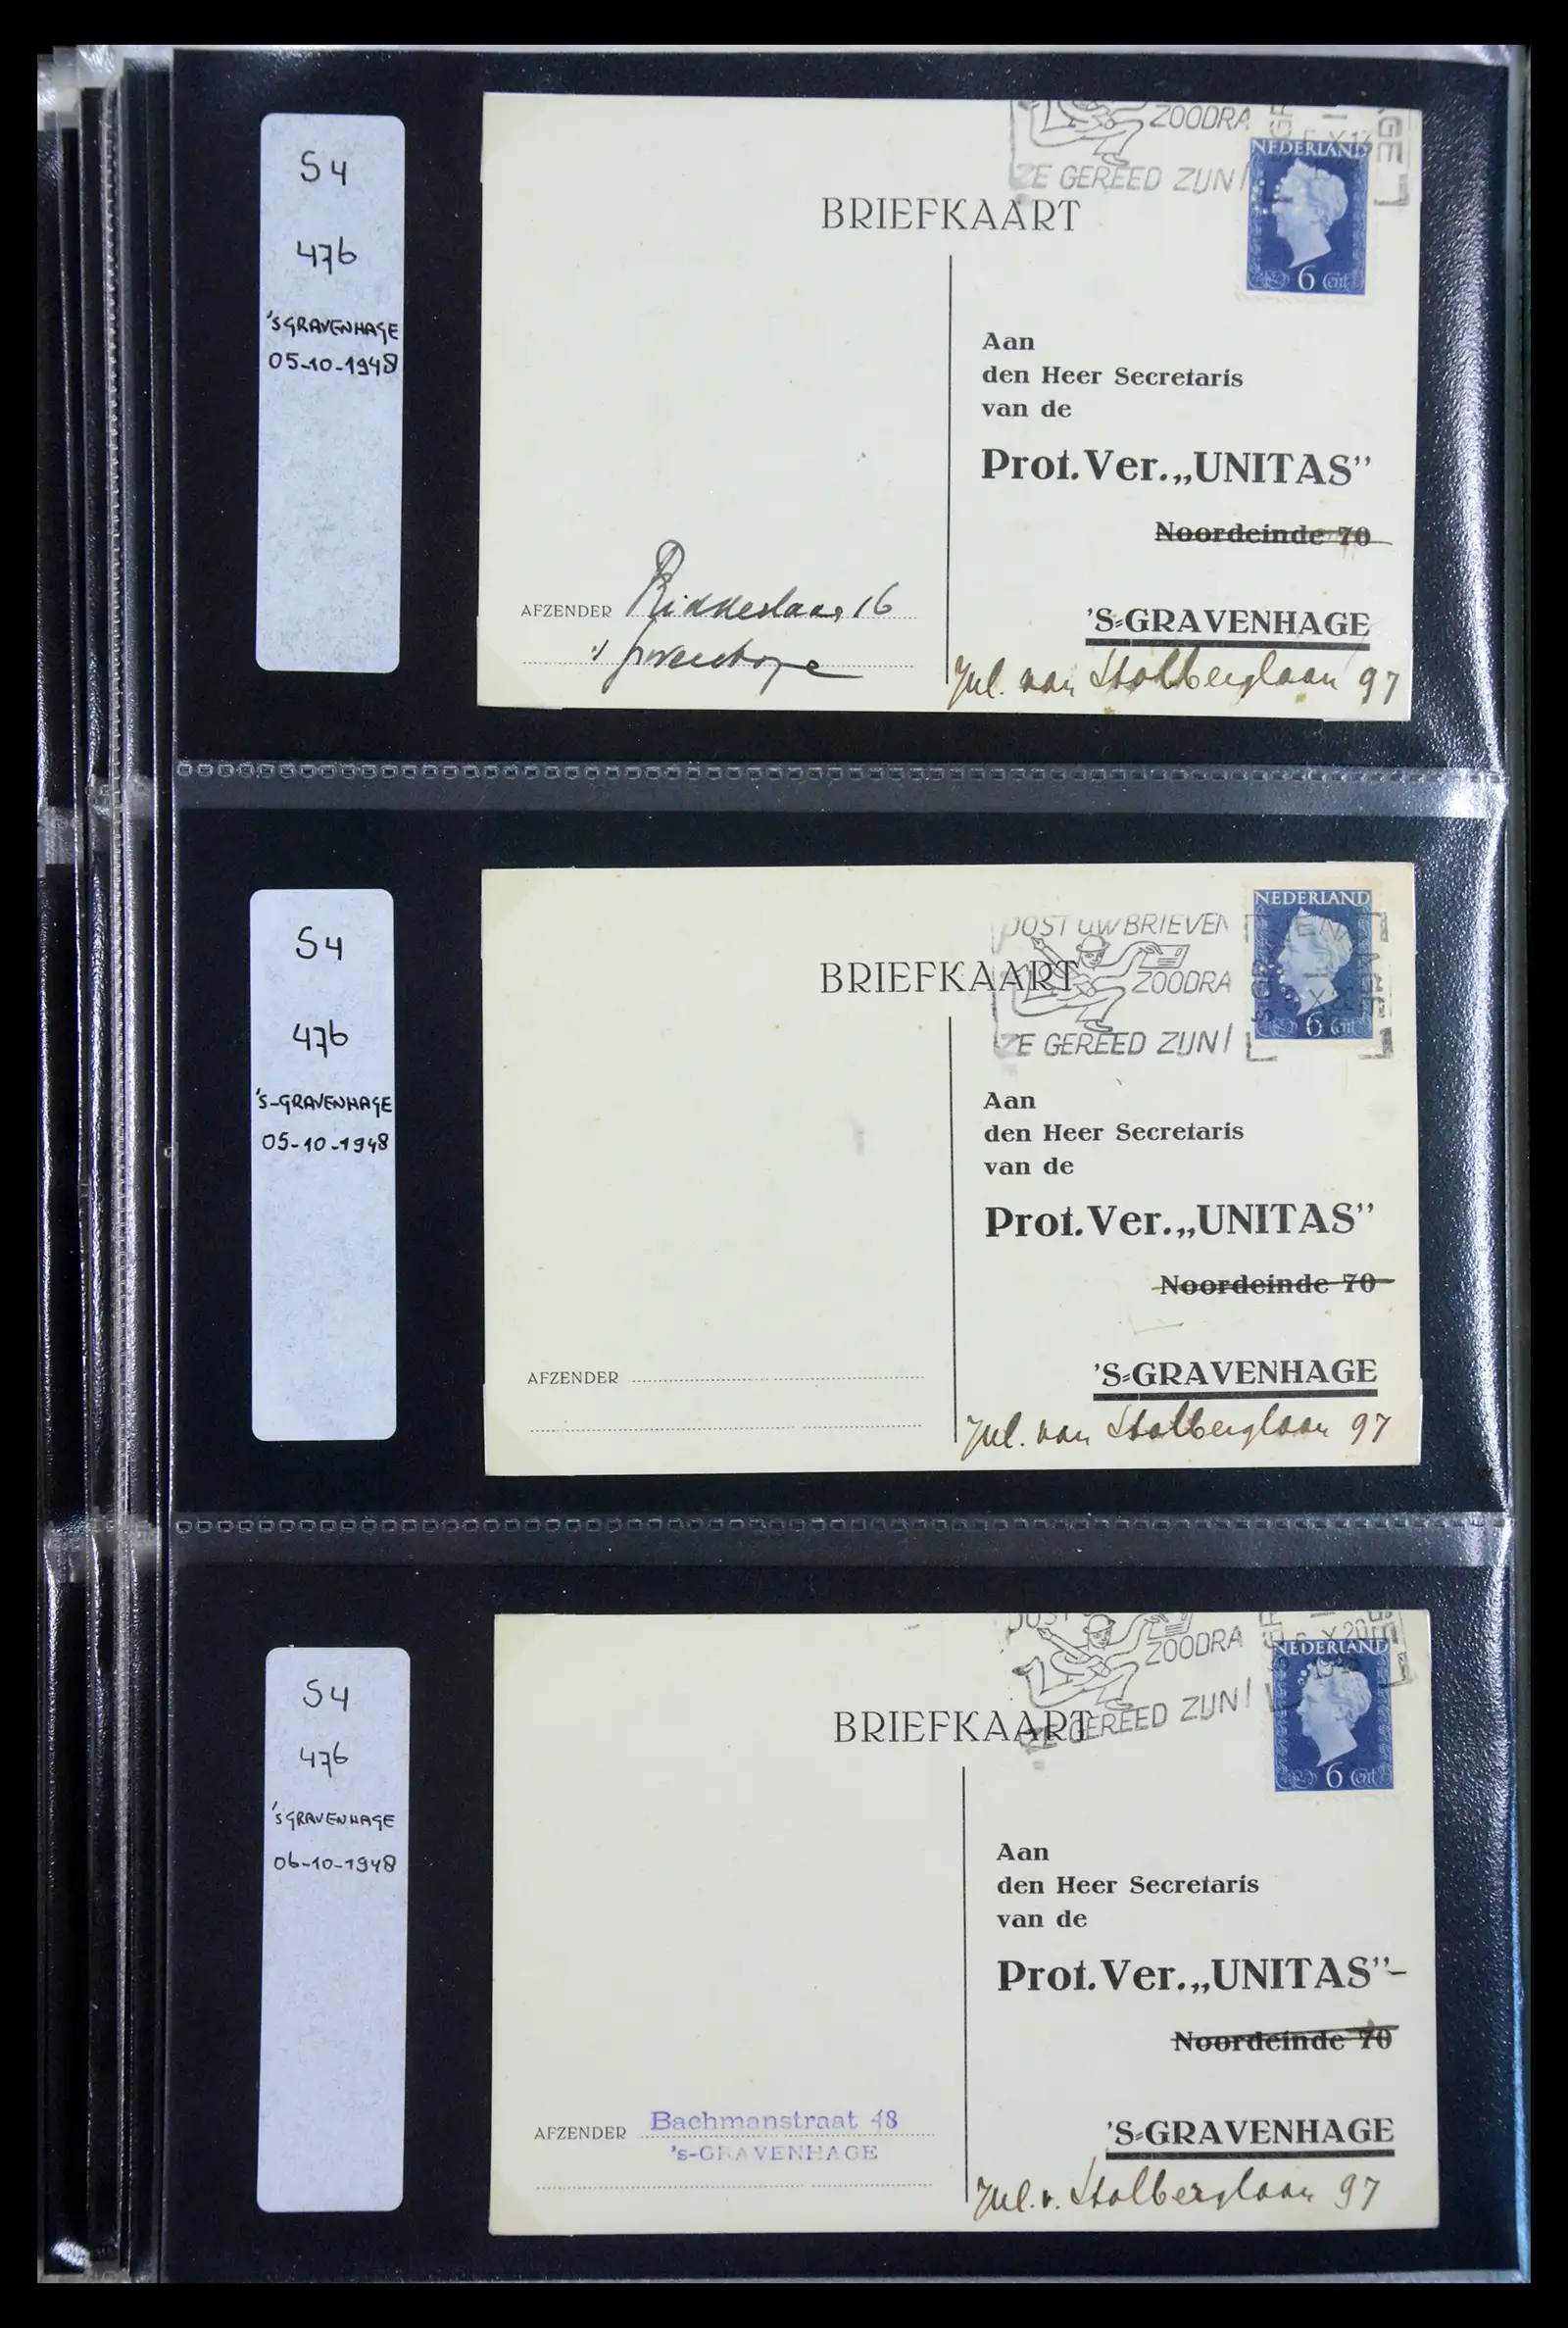 S4
476
'SGRAVENHAGE
05-10-1948
ZOODRA
ZE GEREED ZIJN!
NEDERLAND
6 Cent
BRIEFKAART
Aan
den Heer Secretaris
van de
Prot. Ver. „UNITAS”
Noordeinde 70
'S-GRAVENHAGE
Jul. van Stolberglaan 97
AFZENDER 16
S4
476
'S-GRAVENHAGE
05-10-1948
POST UW BRIEVEN
ZOODRA
ZE GEREED ZIJN!
NEDERLAND
6 Cent
BRIEFKAART
Aan
den Heer Secretaris
van de
Prot. Ver. „UNITAS”
Noordeinde 70
'S-GRAVENHAGE
Jul. van Stolberglaan 97
AFZENDER
S4
476
'SGRAVENHAGE
06-10-1948
POST
ZOODRA
ZE GEREED ZIJN!
NEDERLAND
6 Cent
BRIEFKAART
Aan
den Heer Secretaris
van de
Prot. Ver. „UNITAS”-
Noordeinde 70
'S-GRAVENHAGE
Jul. v. Stolberglaan 97
AFZENDER Bachmanstraat 48
's-GRAVENHAGE